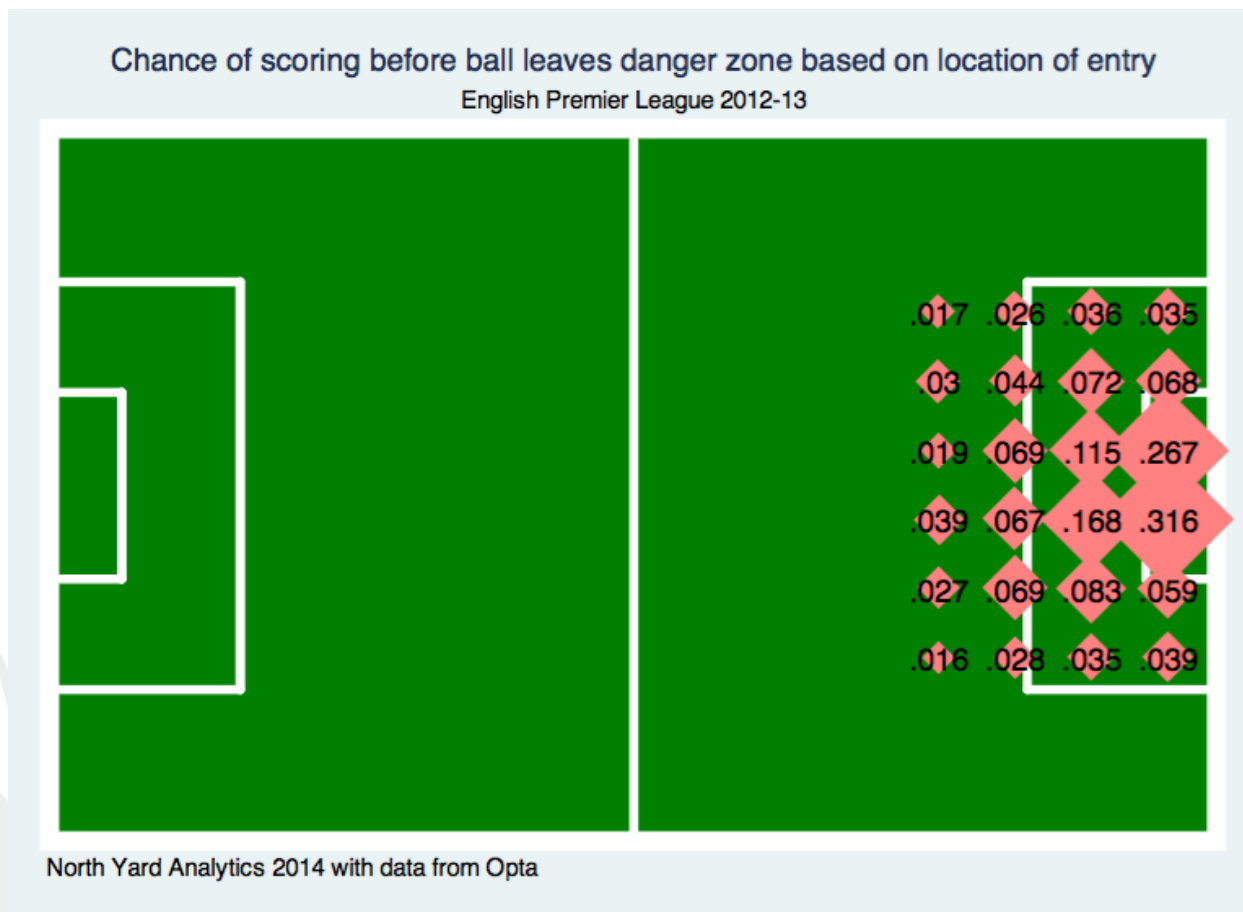 Chance of scoring before ball leaves danger zone based on location of entry
English Premier League 2012-13
.017 .026 .036 .035
.03 .044 .072 .068
.019 .069 .115 .267
.039 .067 .168 .316
.027 .069 .083 .059
.016 .028 .035 .039
North Yard Analytics 2014 with data from Opta